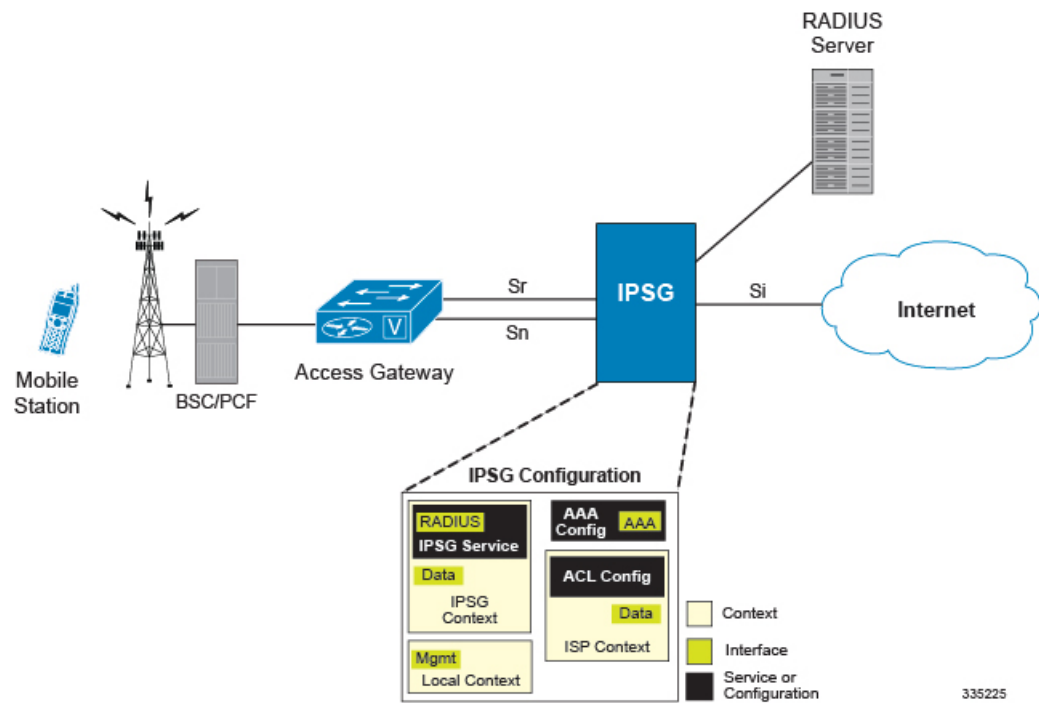 RADIUS
Server
IPSG
Sr
Sn
Si
Internet
V
Access Gateway
BSC/PCF
Mobile
Station
IPSG Configuration
RADIUS
IPSG Service
Data
IPSG
Context
Mgmt
Local Context
AAA
Config
AAA
ACL Config
Data
ISP Context
Context
Interface
Service or
Configuration
335225